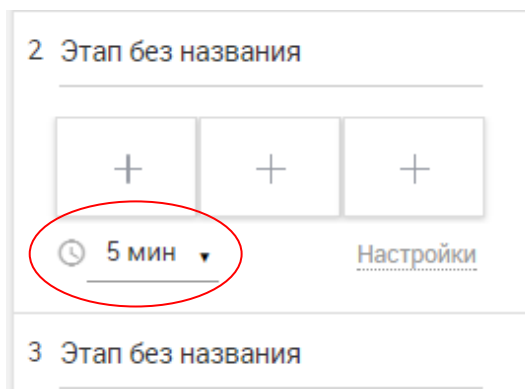 2 Этап без названия
5 мин
Настройки
3 Этап без названия